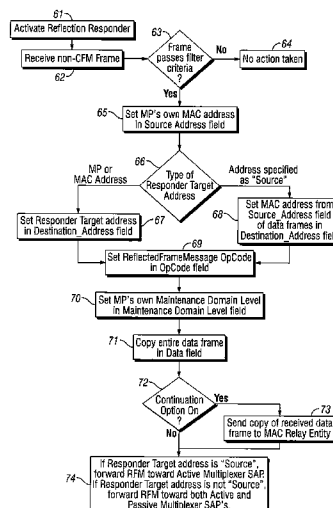 61
Activate Reflection Responder
Receive non-CFM Frame
62
63
Frame
passes filter
criteria
?
No
64
No action taken
Yes
65
Set MP's own MAC address
in Source Address field
66
MP or
MAC Address
Type of
Responder Target
Address
Address specified
as "Source"
Set Responder Target address
in Destination_Address field
67
68
Set MAC address from
Source_Address field
of data frames in
Destination_Address field
69
Set ReflectedFrameMessage OpCode
in OpCode field
70
Set MP's own Maintenance Domain Level
in Maintenance Domain Level field
71
Copy entire data frame
in Data field
72
Continuation
Option On
?
Yes
73
Send copy of received data
frame to MAC Relay Entity
No
74
If Responder Target address is "Source",
forward RFM toward Active Multiplexer SAP.
If Responder Target address is not "Source",
forward RFM toward both Active and
Passive Multiplexer SAP's